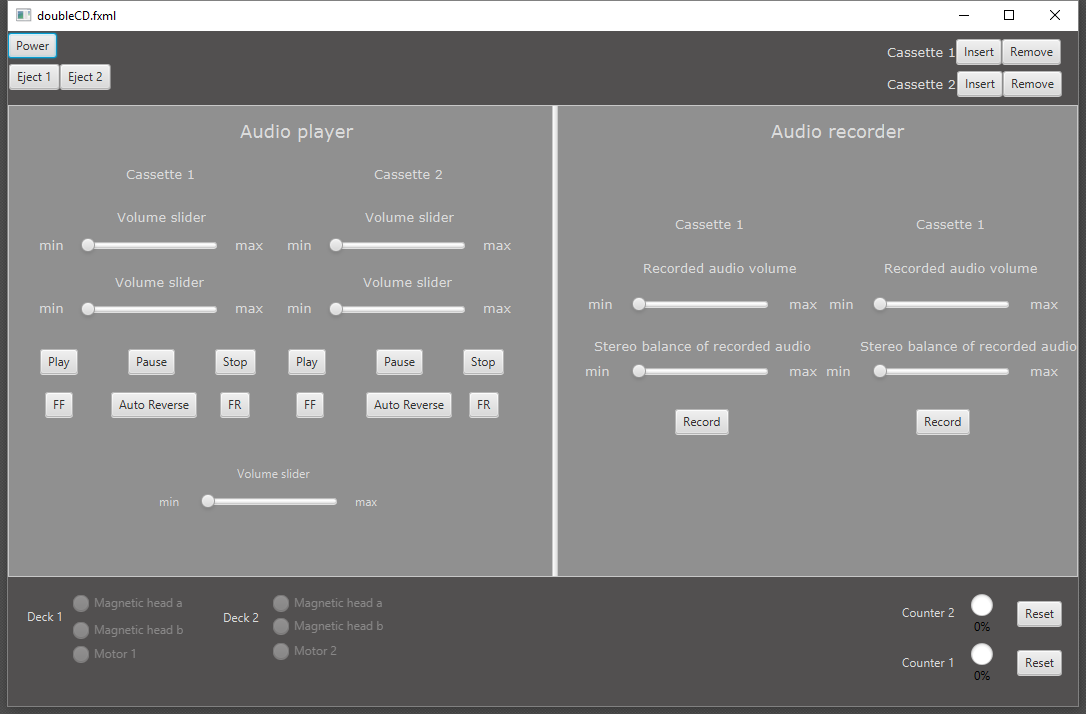 doubleCD.fxml
Power
Cassette 1 Insert Remove
Eject 1 Eject 2
Cassette 2 Insert Remove
Audio player
Cassette 1 Cassette 2
Volume slider Volume slider
min max min max
Volume slider Volume slider
min max min max
Play Pause Stop Play Pause Stop
FF Auto Reverse FR FF Auto Reverse FR
Volume slider
min max
Audio recorder
Cassette 1 Cassette 1
Recorded audio volume Recorded audio volume
min max min max
Stereo balance of recorded audio Stereo balance of recorded audio
min max min max
Record Record
Deck 1
Magnetic head a
Magnetic head b
Motor 1
Deck 2
Magnetic head a
Magnetic head b
Motor 2
Counter 2 Reset
0%
Counter 1 Reset
0%